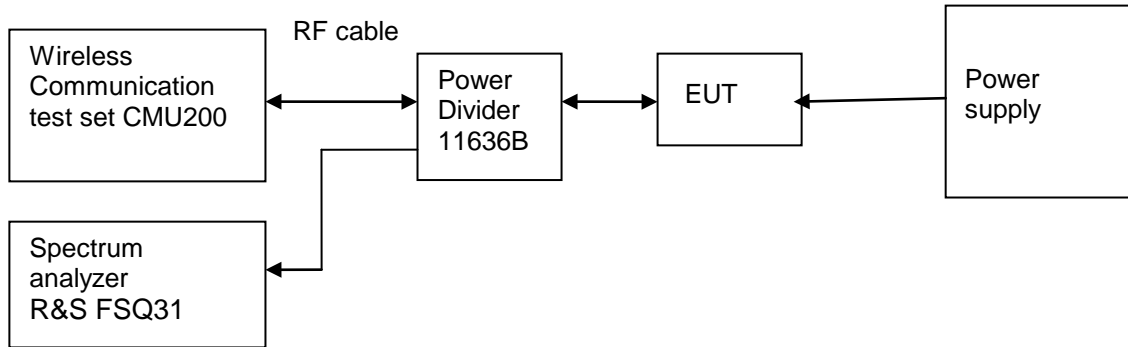 RF cable
Wireless
Communication
test set CMU200
Power
Divider
11636B
EUT
Power
supply
Spectrum
analyzer
R&S FSQ31